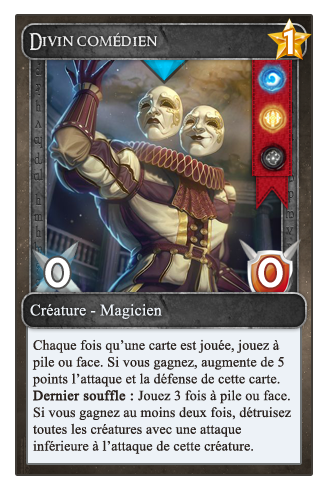 DIVIN COMÉDIEN
1
0
0
Créature - Magicien
Chaque fois qu'une carte est jouée, jouez à
pile ou face. Si vous gagnez, augmente de 5
points l'attaque et la défense de cette carte.
Dernier souffle : Jouez 3 fois à pile ou face.
Si vous gagnez au moins deux fois, détruisez
toutes les créatures avec une attaque
inférieure à l'attaque de cette créature.